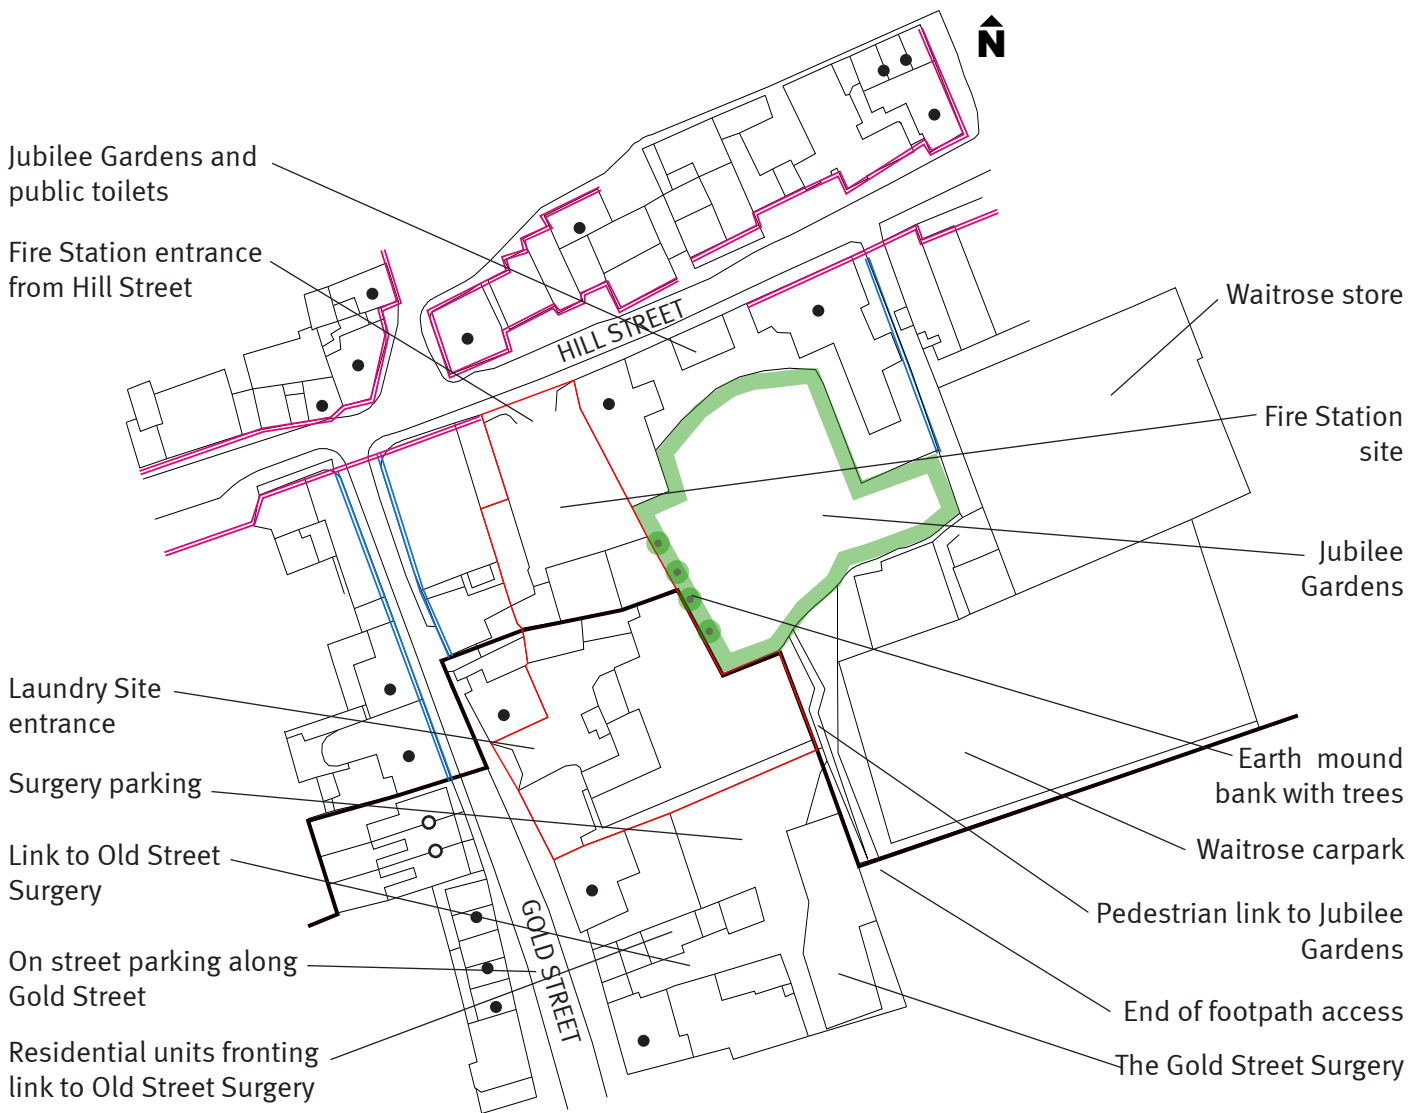 N
Jubilee Gardens and
public toilets
Fire Station entrance
from Hill Street
HILL STREET
Waitrose store
Fire Station
site
Jubilee
Gardens
Laundry Site
entrance
Surgery parking
Link to Old Street
Surgery
On street parking along
Gold Street
Residential units fronting
link to Old Street Surgery
GOLD STREET
Earth mound
bank with trees
Waitrose carpark
Pedestrian link to Jubilee
Gardens
End of footpath access
The Gold Street Surgery